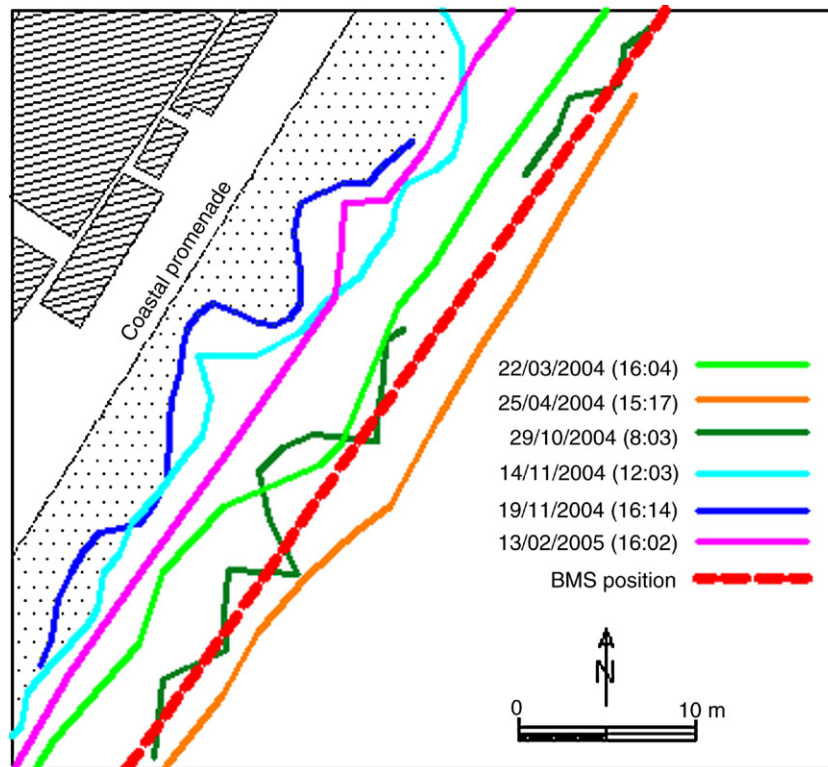 Coastal promenade
22/03/2004 (16:04)
25/04/2004 (15:17)
29/10/2004 (8:03)
14/11/2004 (12:03)
19/11/2004 (16:14)
13/02/2005 (16:02)
BMS position
N
0 10 m